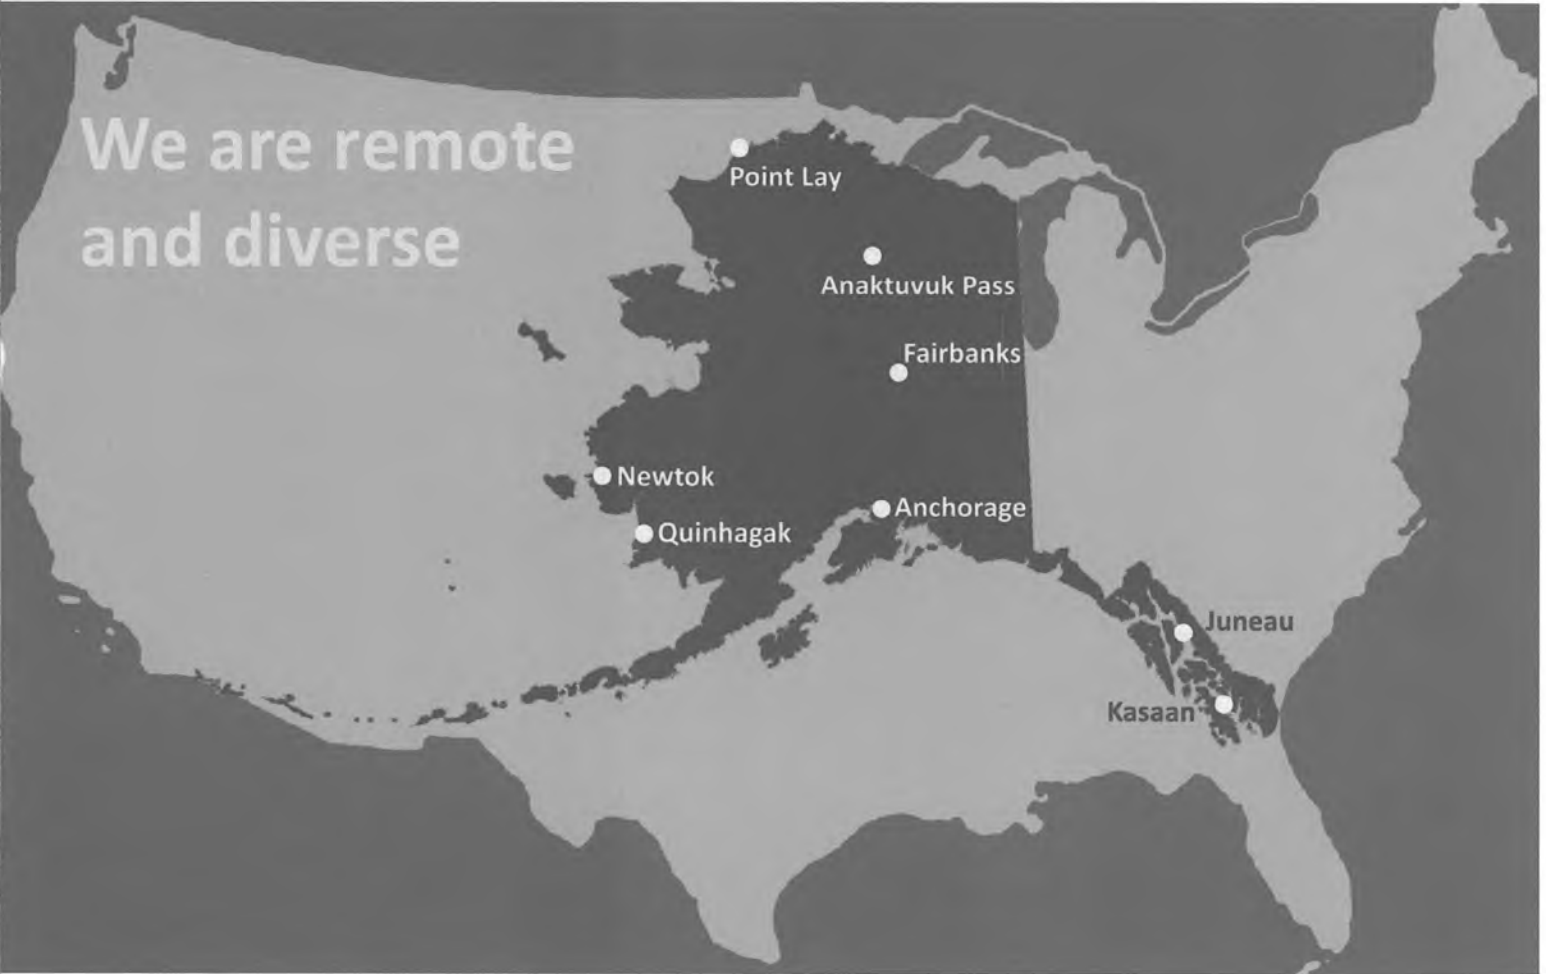 We are remote
and diverse
Point Lay
Anaktuvuk Pass
Fairbanks
Newtok
Anchorage
Quinhagak
Juneau
Kasaan